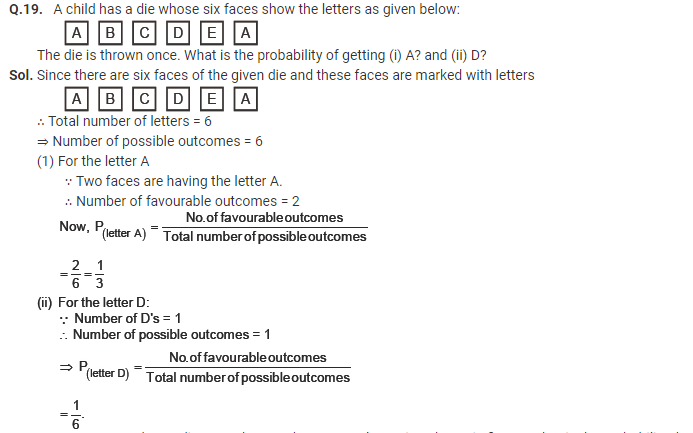 Q.19. A child has a die whose six faces show the letters as given below:
A B C D E A
The die is thrown once. What is the probability of getting (i) A? and (ii) D?
Sol. Since there are six faces of the given die and these faces are marked with letters
A B C D E A
∴ Total number of letters = 6
⇒ Number of possible outcomes = 6
(1) For the letter A
∵ Two faces are having the letter A.
∴ Number of favourable outcomes = 2
Now, P(letter A) = No. of favourable outcomes / Total number of possible outcomes
= 2/6 = 1/3
(ii) For the letter D:
∵ Number of D's = 1
∴ Number of possible outcomes = 1
⇒ P(letter D) = No. of favourable outcomes / Total number of possible outcomes
= 1/6.